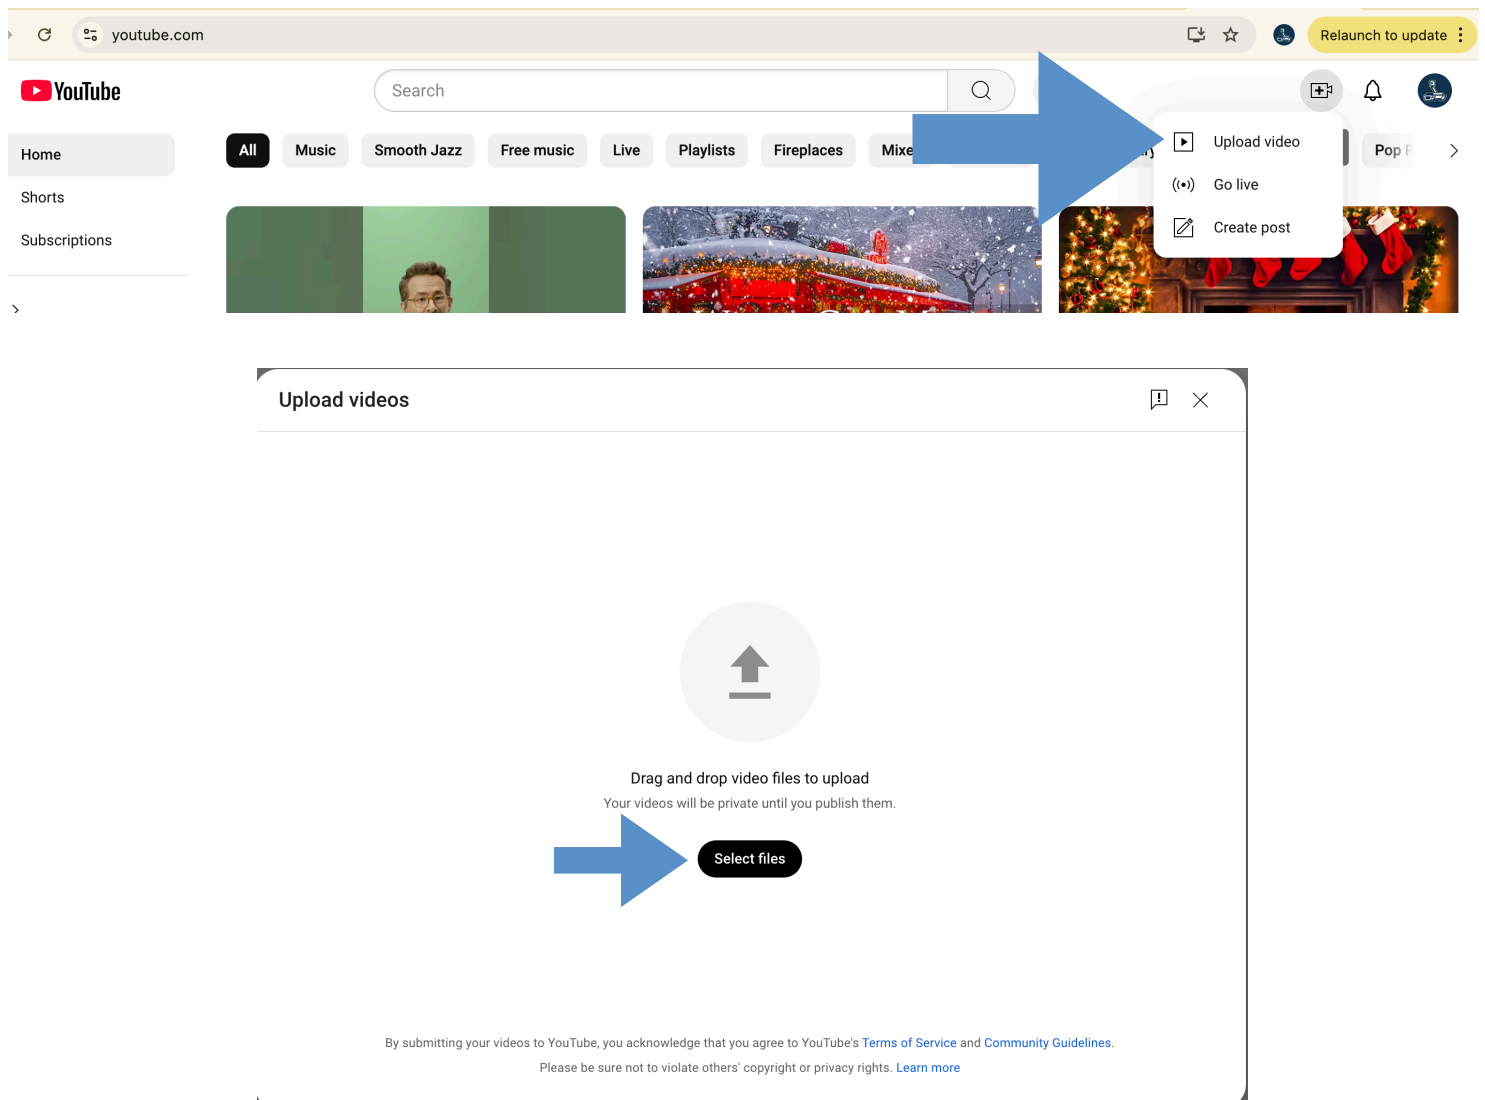 youtube.com
Relaunch to update
YouTube
Search
Home
All
Music
Smooth Jazz
Free music
Live
Playlists
Fireplaces
Pop
Upload video
Go live
Create post
Shorts
Subscriptions
Upload videos
Drag and drop video files to upload
Your videos will be private until you publish them.
Select files
By submitting your videos to YouTube, you acknowledge that you agree to YouTube's Terms of Service and Community Guidelines.
Please be sure not to violate others' copyright or privacy rights. Learn more